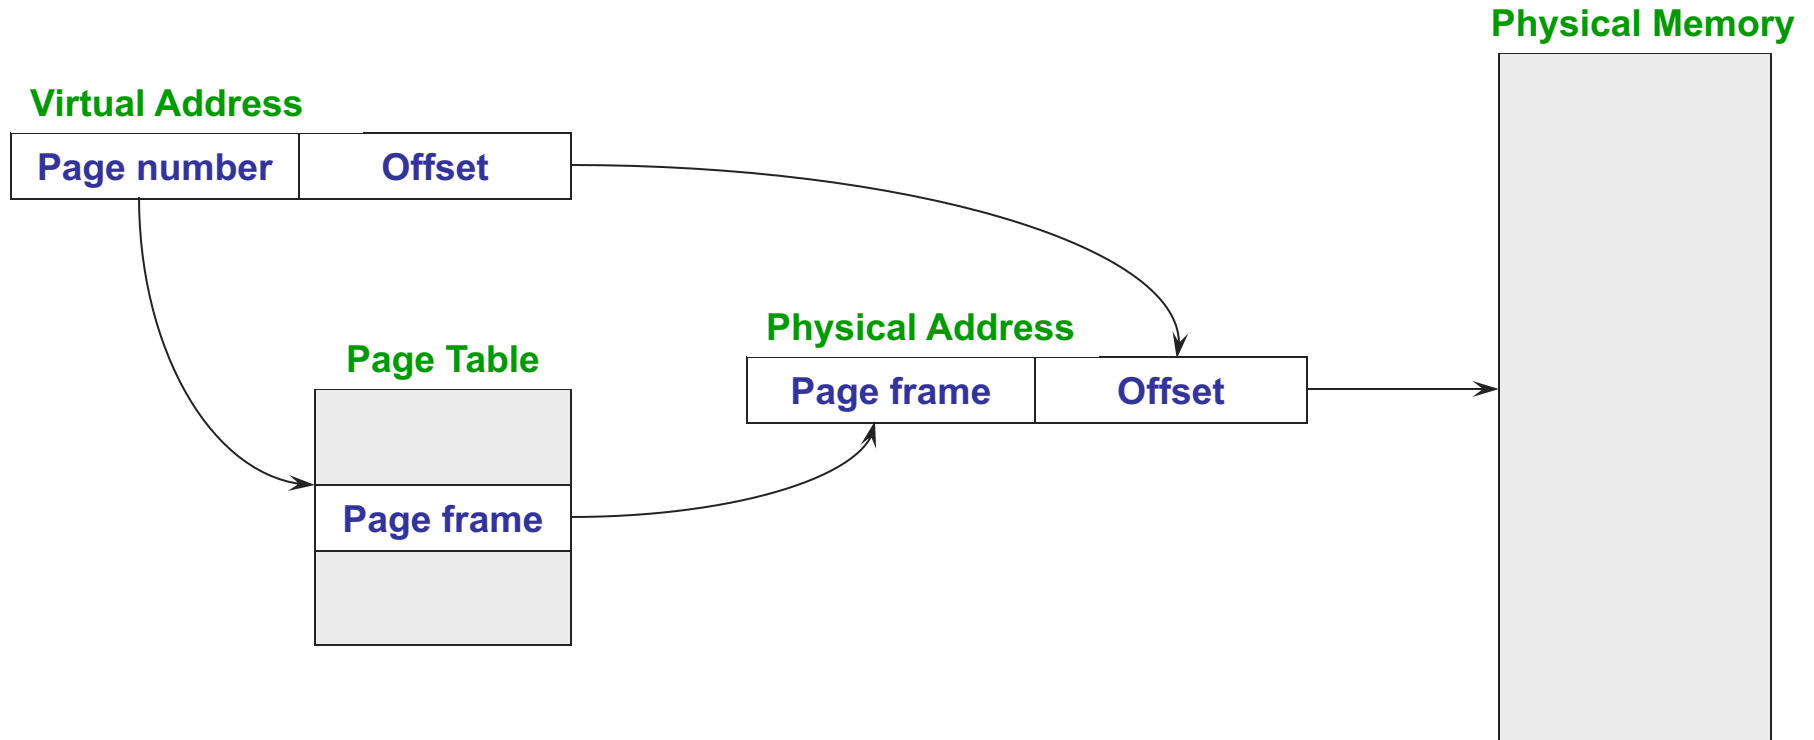 Physical Memory
Virtual Address
Page number
Offset
Physical Address
Page frame
Offset
Page Table
Page frame